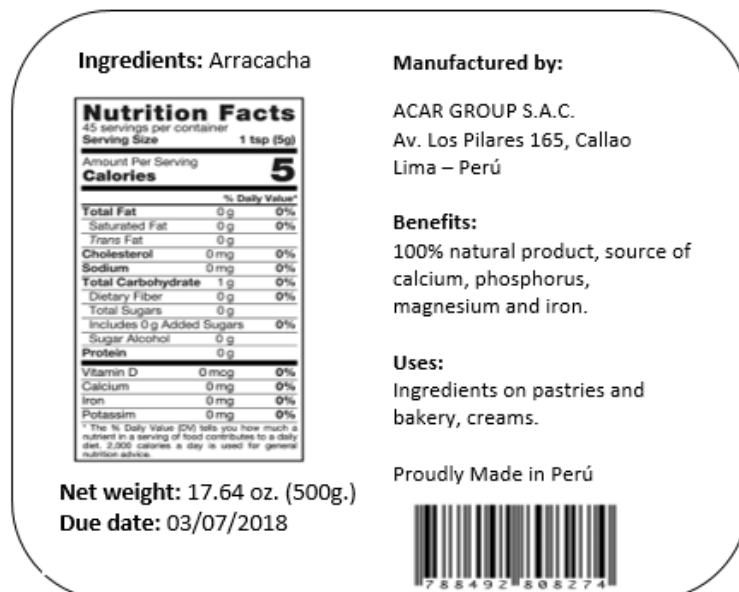 Ingredients: Arracacha
Nutrition Facts
45 servings per container
Serving Size 1 tsp (5g)
Amount Per Serving
Calories 5
% Daily Value*
Total Fat 0 g 0%
Saturated Fat 0 g 0%
Trans Fat 0 g
Cholesterol 0 mg 0%
Sodium 0 mg 0%
Total Carbohydrate 1 g 0%
Dietary Fiber 0 g 0%
Total Sugars 0 g
Includes 0 g Added Sugars 0%
Sugar Alcohol 0 g
Protein 0 g
Vitamin D 0 mcg 0%
Calcium 0 mg 0%
Iron 0 mg 0%
Potassim 0 mg 0%
* The % Daily Value (DV) tells you how much a
nutrient in a serving of food contributes to a daily
diet. 2,000 calories a day is used for general
nutrition advice.
Net weight: 17.64 oz. (500g.)
Due date: 03/07/2018
Manufactured by:
ACAR GROUP S.A.C.
Av. Los Pilares 165, Callao
Lima – Perú
Benefits:
100% natural product, source of
calcium, phosphorus,
magnesium and iron.
Uses:
Ingredients on pastries and
bakery, creams.
Proudly Made in Perú
788492 808274